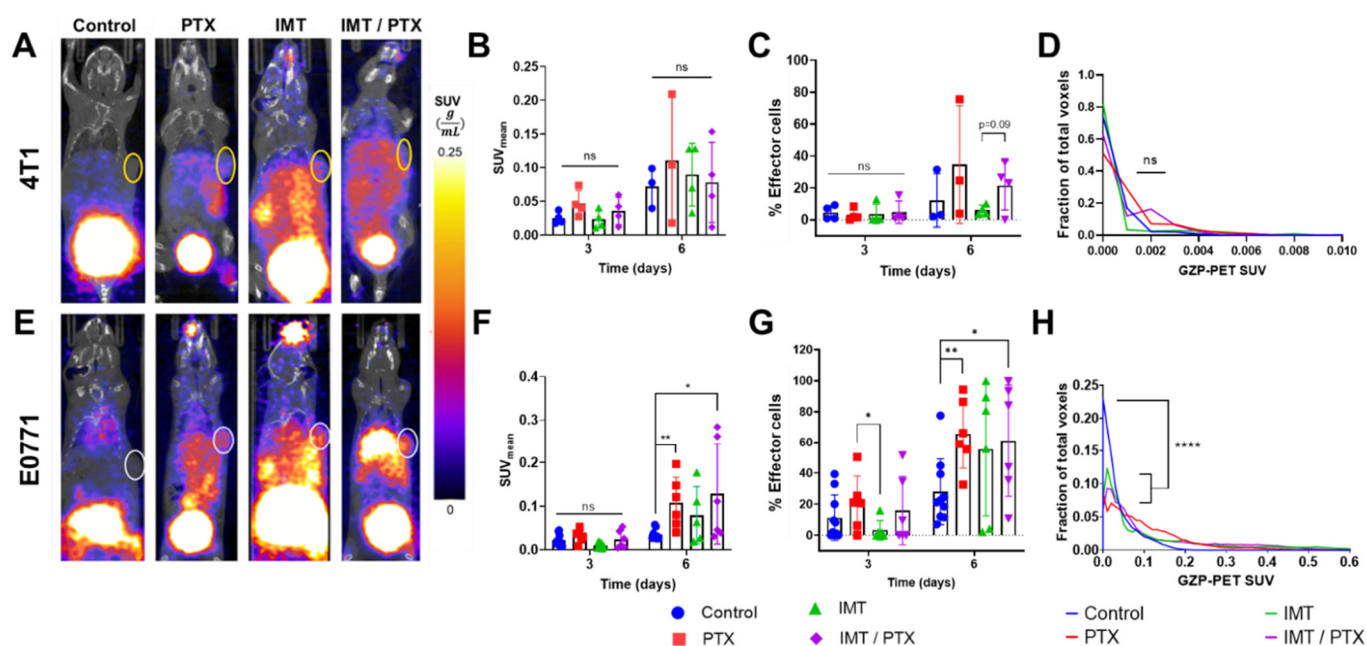 Control PTX IMT IMT / PTX
A
4T1
SUV
(g/mL)
0.25
0
B
SUVmean
0.25
0.20
0.15
0.10
0.05
0.00
ns
ns
3 6
Time (days)
C
% Effector cells
100
80
60
40
20
0
ns
p=0.09
3 6
Time (days)
D
Fraction of total voxels
1.0
0.8
0.6
0.4
0.2
0.0
ns
0.000 0.002 0.004 0.006 0.008 0.010
GZP-PET SUV
E
E0771
F
SUVmean
0.4
0.3
0.2
0.1
0.0
ns
**
*
3 6
Time (days)
G
% Effector cells
120
100
80
60
40
20
0
*
**
*
3 6
Time (days)
H
Fraction of total voxels
0.25
0.20
0.15
0.10
0.05
0.00
****
0.0 0.1 0.2 0.3 0.4 0.5 0.6
GZP-PET SUV
Control IMT
PTX IMT / PTX
Control IMT
PTX IMT / PTX